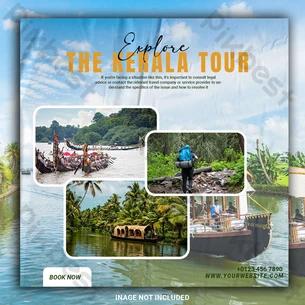 Explore
THE KERALA TOUR
If you're facing a situation like this, it's important to consult legal
advice or contact the relevant travel company or service provider to un-
derstand the specifics of the issue and how to resolve it
BOOK NOW
+0123 456 7890
WWW.YOURWEBSITE.COM
IMAGE NOT INCLUDED